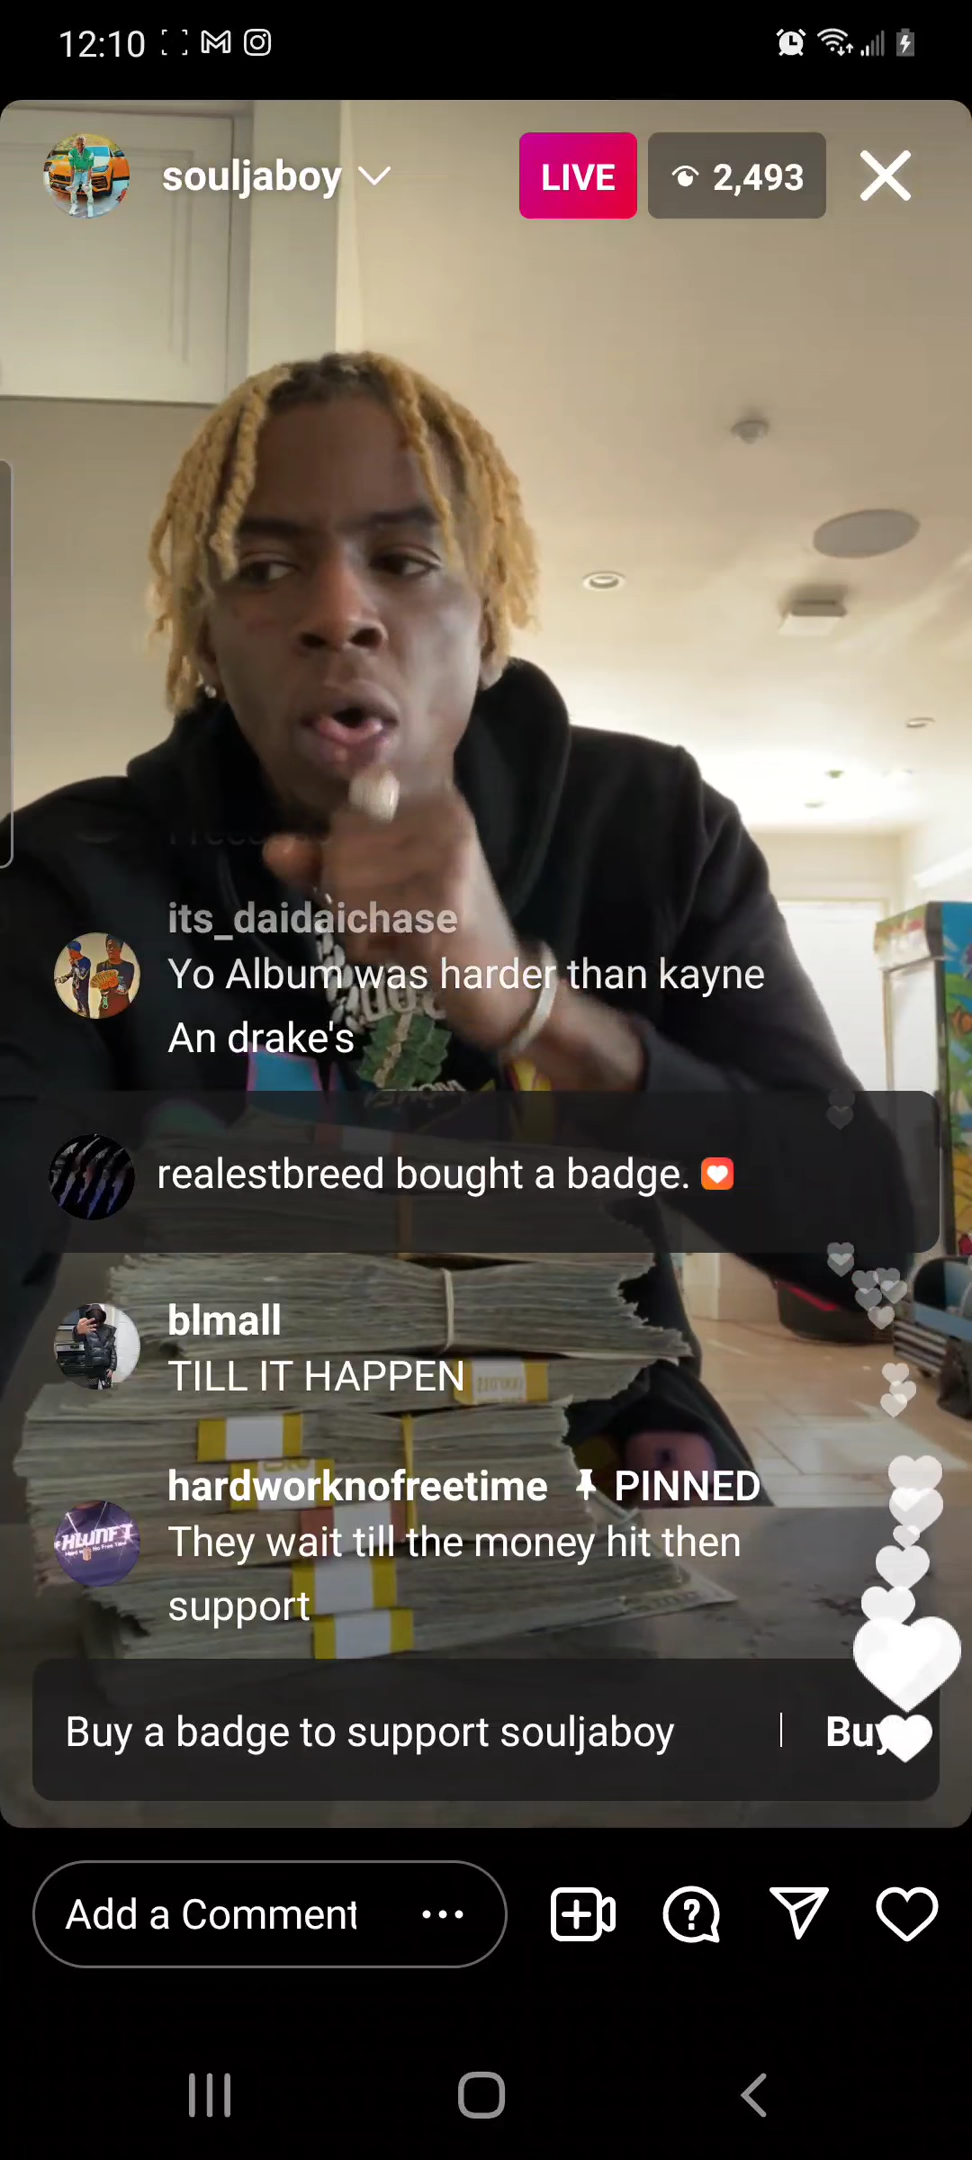 12:10
souljaboy
LIVE
2,493
its_daidaichase
Yo Album was harder than kayne
An drake's
realestbreed bought a badge.
blmall
TILL IT HAPPEN
hardworknofreetime PINNED
They wait till the money hit then
support
Buy a badge to support souljaboy | Buy
Add a Comment